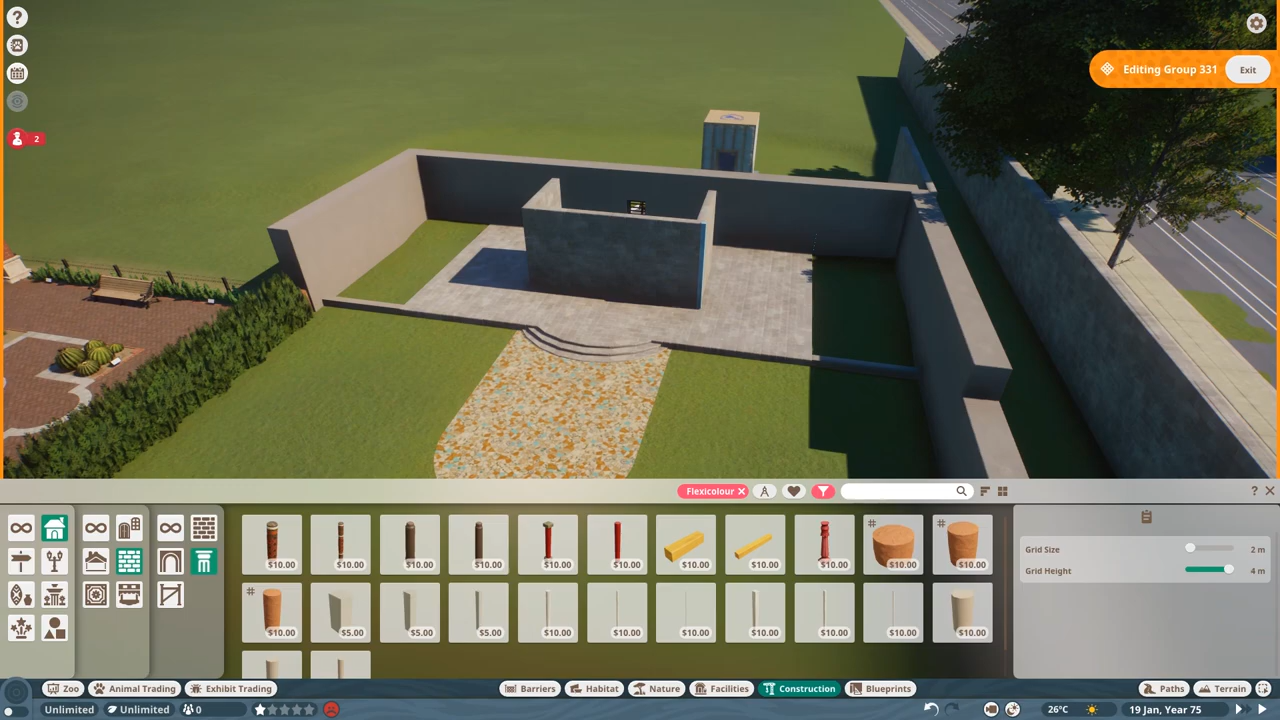 ?
Editing Group 331
Exit
2
Flexicolour ×
? ×
$10.00 $10.00 $10.00 $10.00 $10.00 $10.00 $10.00 $10.00 $10.00 $10.00 $10.00
$10.00 $5.00 $5.00 $5.00 $10.00 $10.00 $10.00 $10.00 $10.00 $10.00 $10.00
Grid Size 2 m
Grid Height 4 m
Zoo Animal Trading Exhibit Trading Barriers Habitat Nature Facilities Construction Blueprints Paths Terrain
Unlimited Unlimited 0 26°C 19 Jan, Year 75